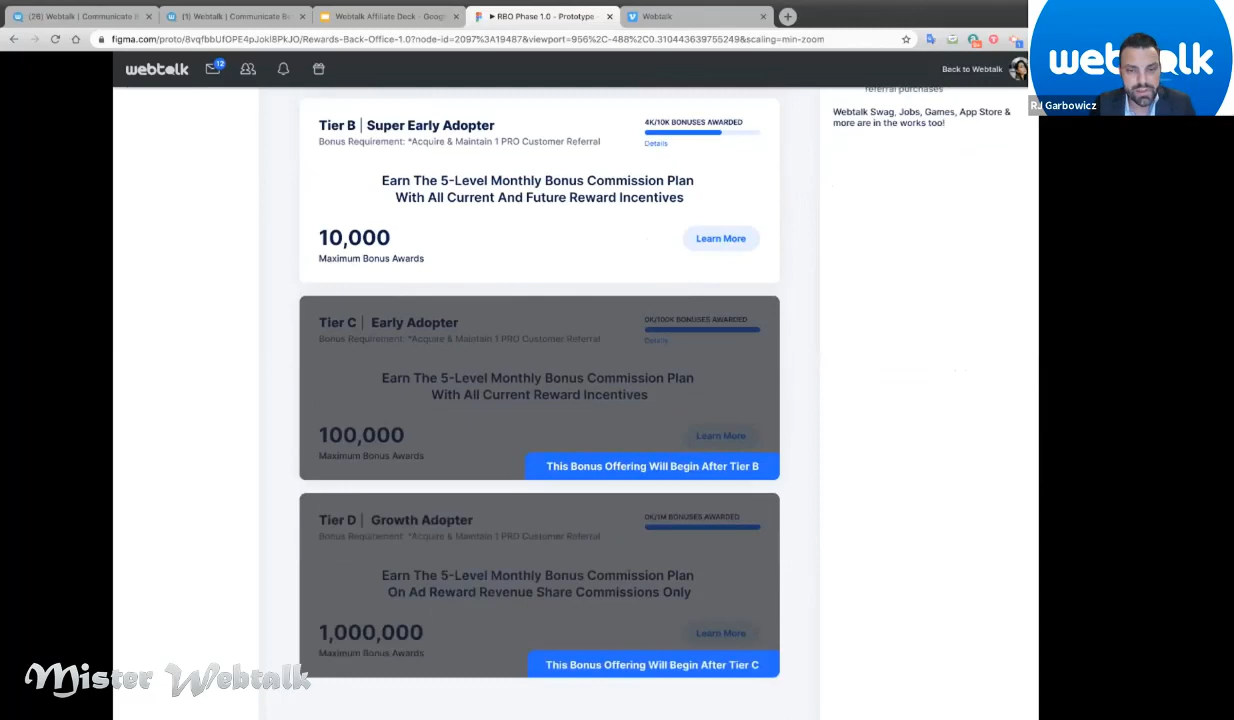 (26) Webtalk | Communicate B
(1) Webtalk | Communicate Be
Webtalk Affiliate Deck - Goog
▶ RBO Phase 1.0 - Prototype -
Webtalk
figma.com/proto/8vqfbbUfOPE4pJokI8PkJO/Rewards-Back-Office-1.0?node-id=2097%3A19487&viewport=956%2C-488%2C0.310443639755249&scaling=min-zoom
webtalk
12
Back to Webtalk
webtalk
RJ Garbowicz
referral purchases
Webtalk Swag, Jobs, Games, App Store &
more are in the works too!
Tier B | Super Early Adopter
4K/10K BONUSES AWARDED
Bonus Requirement: *Acquire & Maintain 1 PRO Customer Referral
Details
Earn The 5-Level Monthly Bonus Commission Plan
With All Current And Future Reward Incentives
10,000
Learn More
Maximum Bonus Awards
Tier C | Early Adopter
0K/100K BONUSES AWARDED
Bonus Requirement: *Acquire & Maintain 1 PRO Customer Referral
Details
Earn The 5-Level Monthly Bonus Commission Plan
With All Current Reward Incentives
100,000
Learn More
Maximum Bonus Awards
This Bonus Offering Will Begin After Tier B
Tier D | Growth Adopter
0K/1M BONUSES AWARDED
Bonus Requirement: *Acquire & Maintain 1 PRO Customer Referral
Earn The 5-Level Monthly Bonus Commission Plan
On Ad Reward Revenue Share Commissions Only
1,000,000
Learn More
Maximum Bonus Awards
This Bonus Offering Will Begin After Tier C
Mister Webtalk